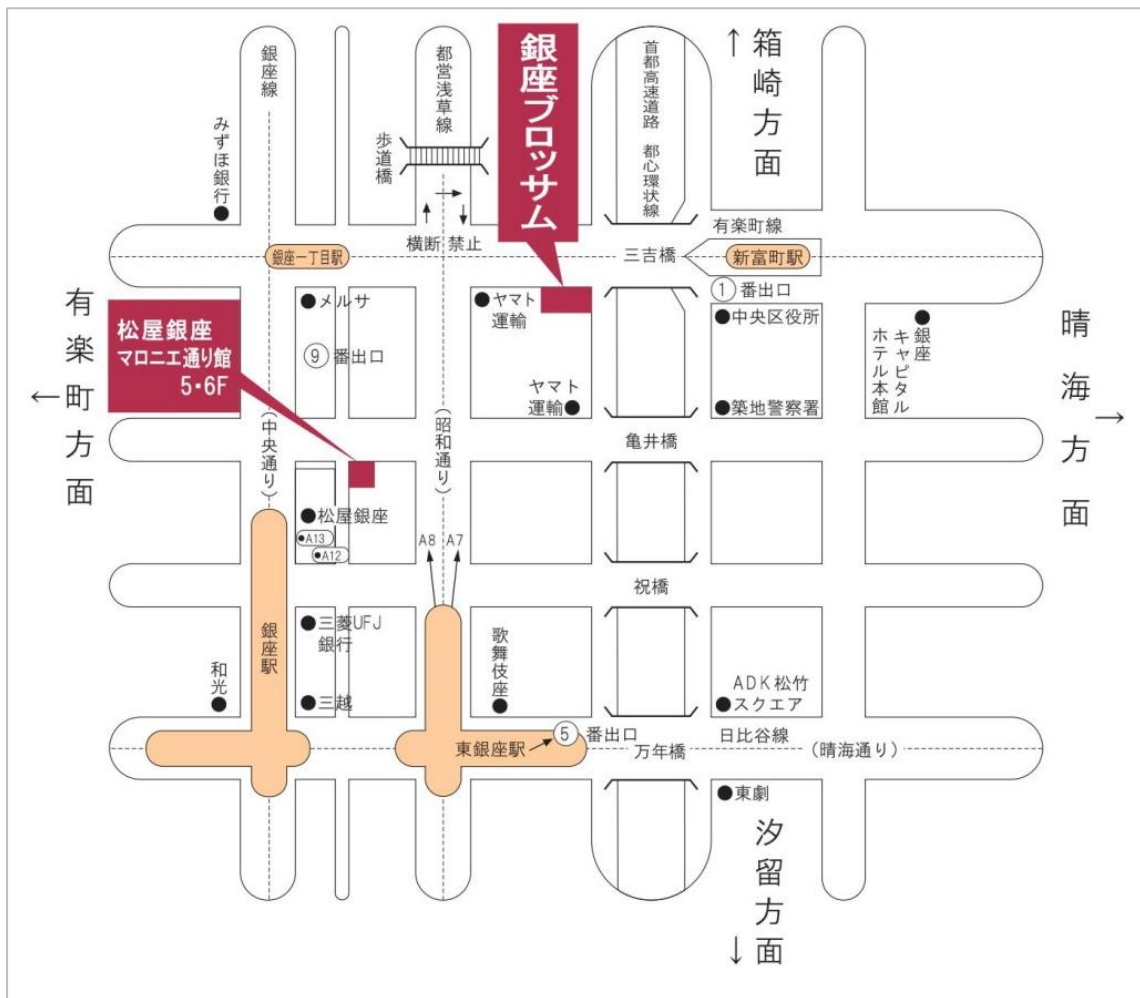 銀座線
都営浅草線
銀座ブロッサム
首都高速道路 都心環状線
↑箱崎方面
みずほ銀行
歩道橋
横断 禁止
銀座一丁目駅
三吉橋
有楽町線
新富町駅
①番出口
←有楽町方面
松屋銀座
マロニエ通り館
5・6F
メルサ
⑨番出口
ヤマト
運輸
中央区役所
銀座
キャピタル
ホテル本館
晴海方面→
ヤマト
運輸
築地警察署
(中央通り)
(昭和通り)
亀井橋
松屋銀座
A13
A12
A8 A7
祝橋
銀座駅
三菱UFJ
銀行
歌舞伎座
和光
三越
ADK松竹
スクエア
東銀座駅
⑤番出口
万年橋
日比谷線
(晴海通り)
東劇
汐留方面↓